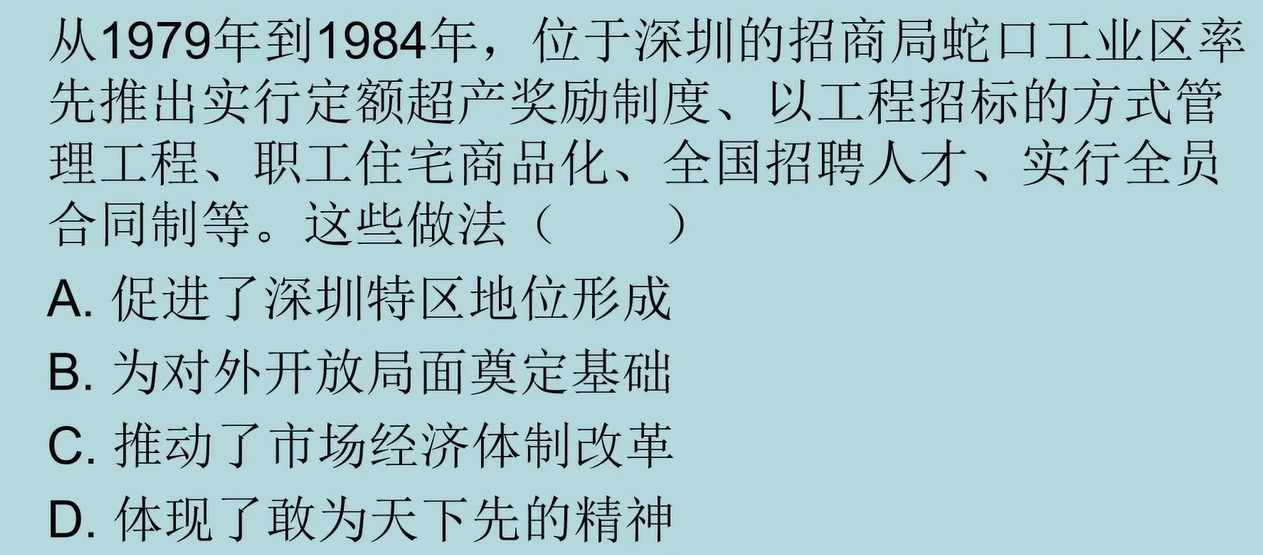 从1979年到1984年，位于深圳的招商局蛇口工业区率
先推出实行定额超产奖励制度、以工程招标的方式管
理工程、职工住宅商品化、全国招聘人才、实行全员
合同制等。这些做法（　　）
A. 促进了深圳特区地位形成
B. 为对外开放局面奠定基础
C. 推动了市场经济体制改革
D. 体现了敢为天下先的精神